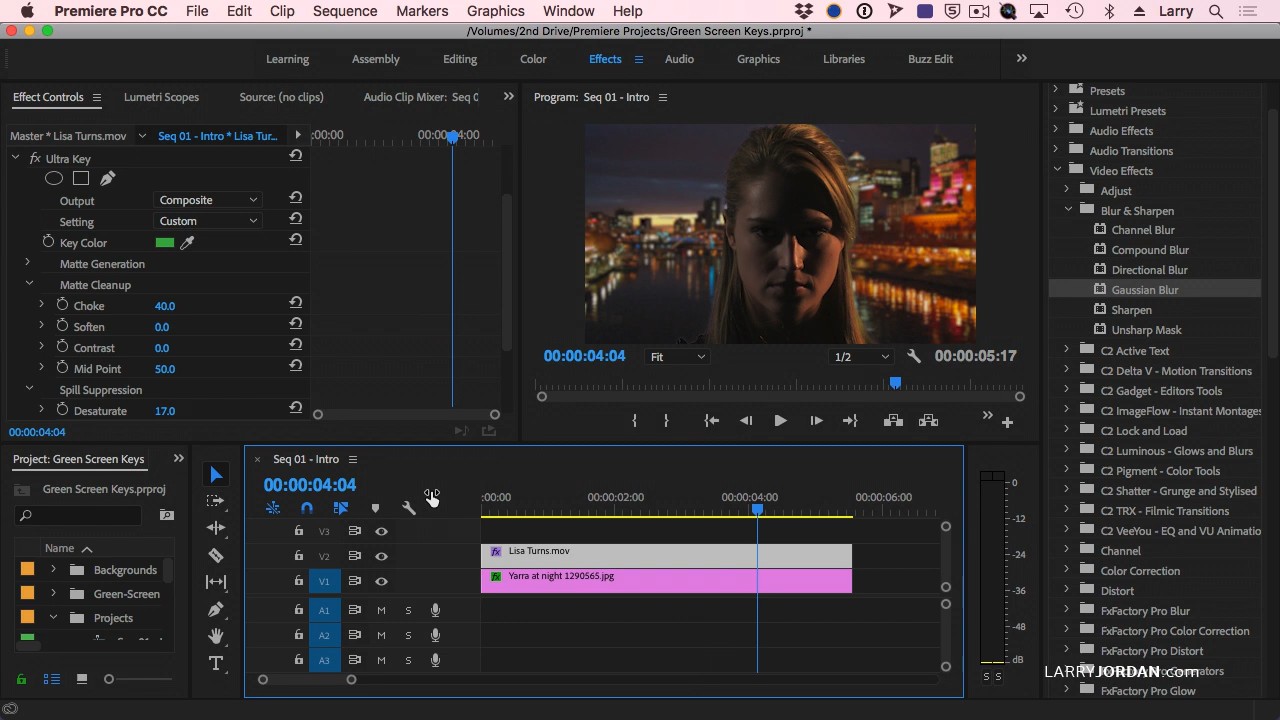 Premiere Pro CC File Edit Clip Sequence Markers Graphics Window Help Larry
/Volumes/2nd Drive/Premiere Projects/Green Screen Keys.prproj *
Learning Assembly Editing Color Effects Audio Graphics Libraries Buzz Edit
Effect Controls Lumetri Scopes Source: (no clips) Audio Clip Mixer: Seq 0
Master * Lisa Turns.mov Seq 01 - Intro * Lisa Tur... :00:00 00:00:04:00
fx Ultra Key
Output Composite
Setting Custom
Key Color
Matte Generation
Matte Cleanup
Choke 40.0
Soften 0.0
Contrast 0.0
Mid Point 50.0
Spill Suppression
Desaturate 17.0
00:00:04:04
Program: Seq 01 - Intro
00:00:04:04 Fit 1/2 00:00:05:17
Presets
Lumetri Presets
Audio Effects
Audio Transitions
Video Effects
Adjust
Blur & Sharpen
Channel Blur
Compound Blur
Directional Blur
Gaussian Blur
Sharpen
Unsharp Mask
C2 Active Text
C2 Delta V - Motion Transitions
C2 Gadget - Editors Tools
C2 ImageFlow - Instant Montages
C2 Lock and Load
C2 Luminous - Glows and Blurs
C2 Pigment - Color Tools
C2 Shatter - Grunge and Stylised
C2 TRX - Filmic Transitions
C2 VeeYou - EQ and VU Animatio
Channel
Color Correction
Distort
FxFactory Pro Blur
FxFactory Pro Color Correction
FxFactory Pro Distort
FxFactory Pro Generators
FxFactory Pro Glow
Project: Green Screen Keys
Green Screen Keys.prproj
Name
Backgrounds
Green-Screen
Projects
Seq 01 - Intro
00:00:04:04
:00:00 00:00:02:00 00:00:04:00 00:00:06:00
V3
V2 fx Lisa Turns.mov
V1 fx Yarra at night 1290565.jpg
A1 M S
A2 M S
A3 M S
0
-12
-24
-36
-48
dB
S S
LARRYJORDAN.com